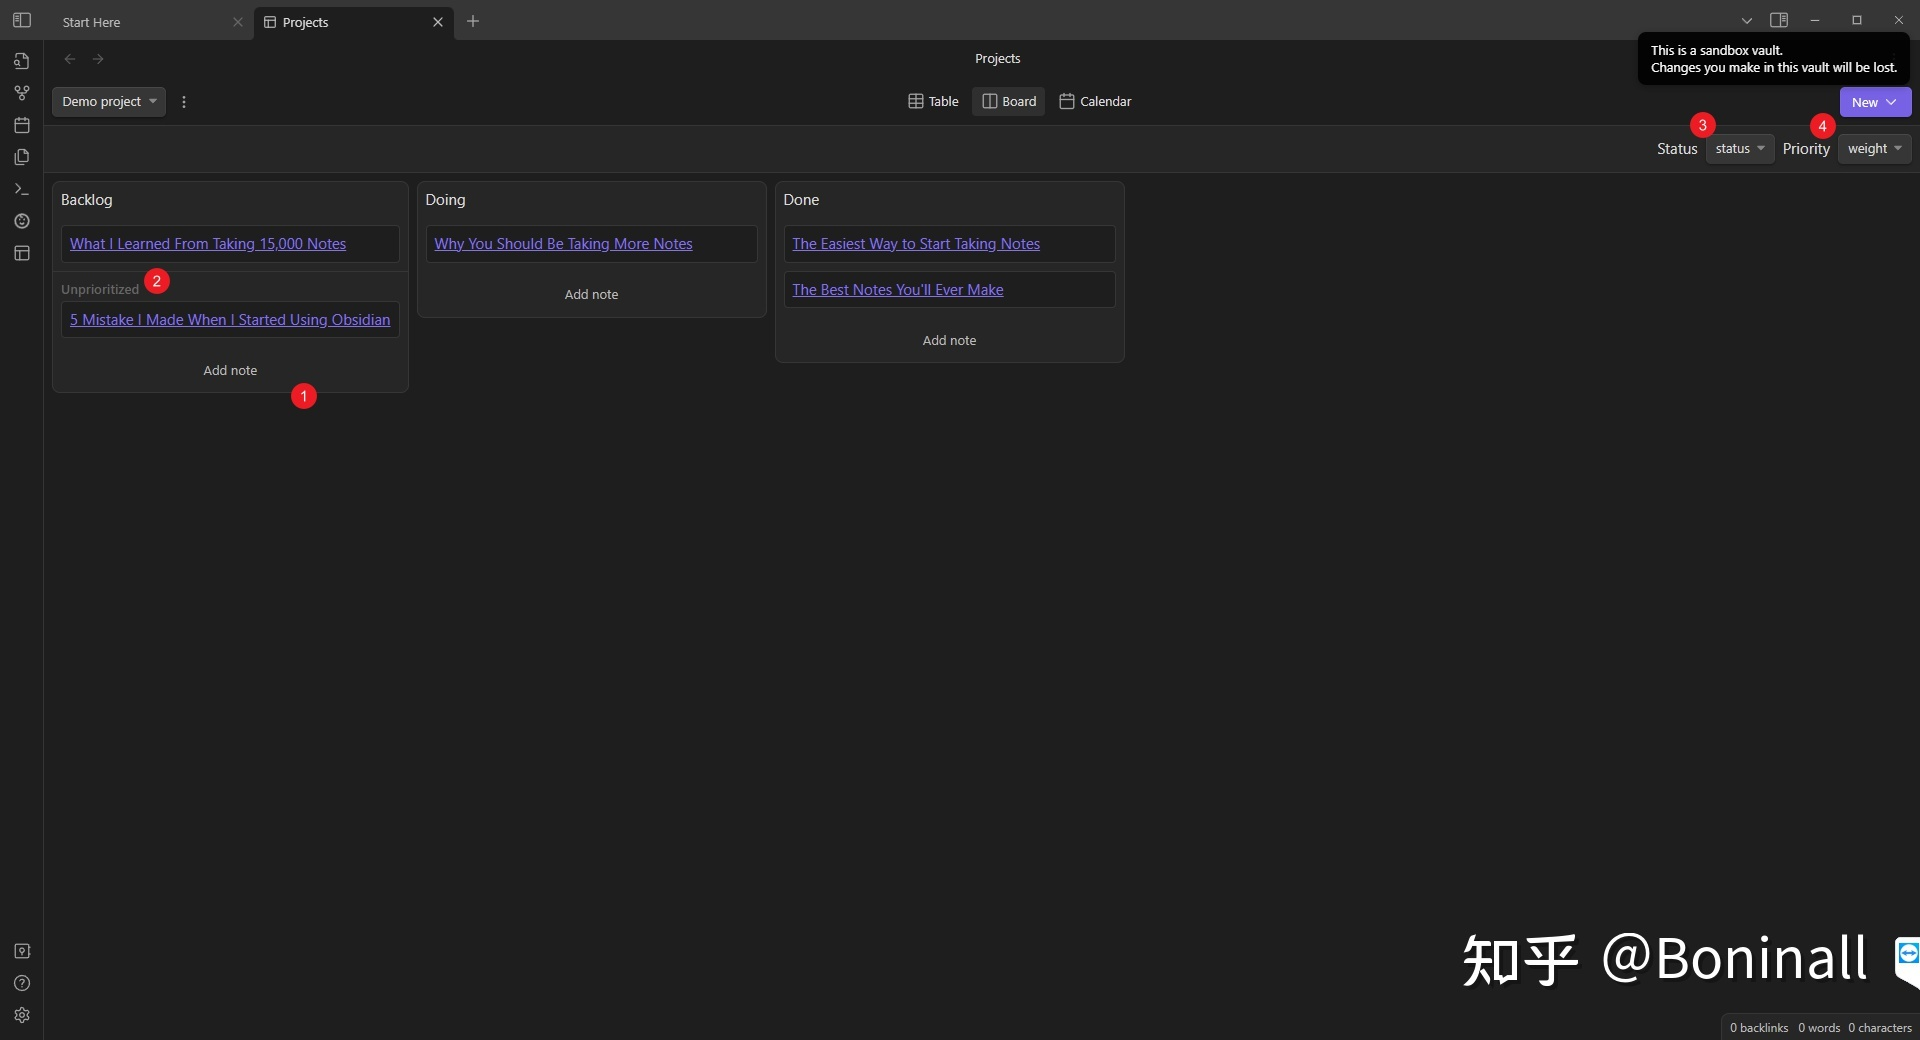 Start Here
Projects
Projects
This is a sandbox vault.
Changes you make in this vault will be lost.
Demo project
Table
Board
Calendar
New
3
4
Status
status
Priority
weight
Backlog
What I Learned From Taking 15,000 Notes
Unprioritized
2
5 Mistake I Made When I Started Using Obsidian
Add note
1
Doing
Why You Should Be Taking More Notes
Add note
Done
The Easiest Way to Start Taking Notes
The Best Notes You'll Ever Make
Add note
知乎 @Boninall
0 backlinks 0 words 0 characters